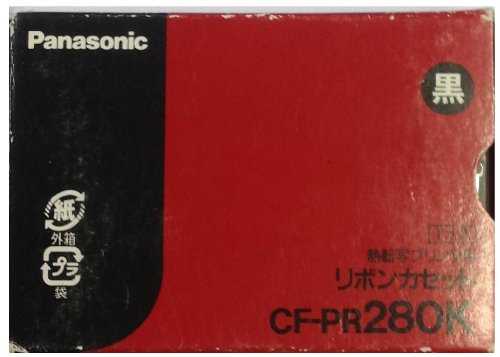 Panasonic
黒
紙
外箱
プラ
袋
熱転写プリンタ用
リボンカセット
CF-PR280K